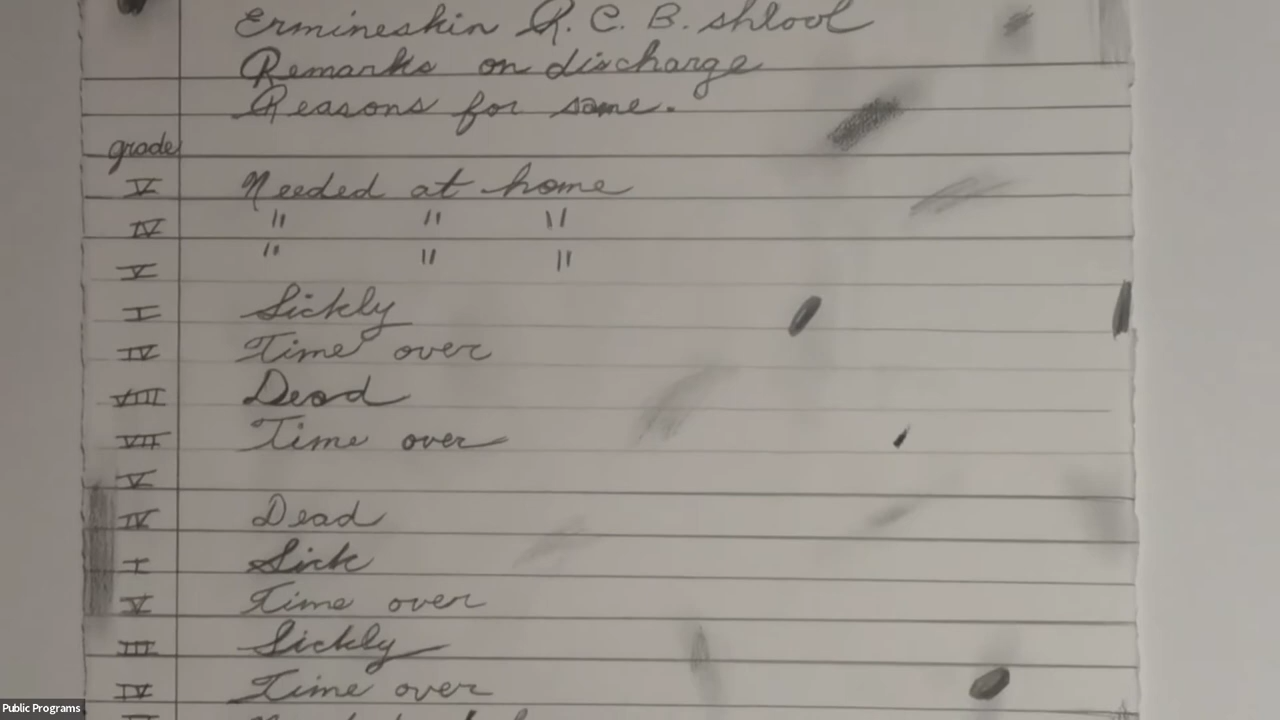 Ermineskin R. C. B. shlool
Remarks on discharge
Reasons for same.
grade
V Needed at home
IV " " "
V " " "
I Sickly
IV Time over
VIII Dead
VII Time over
V
IV Dead
I Sick
V Time over
III Sickly
IV Time over
Public Programs